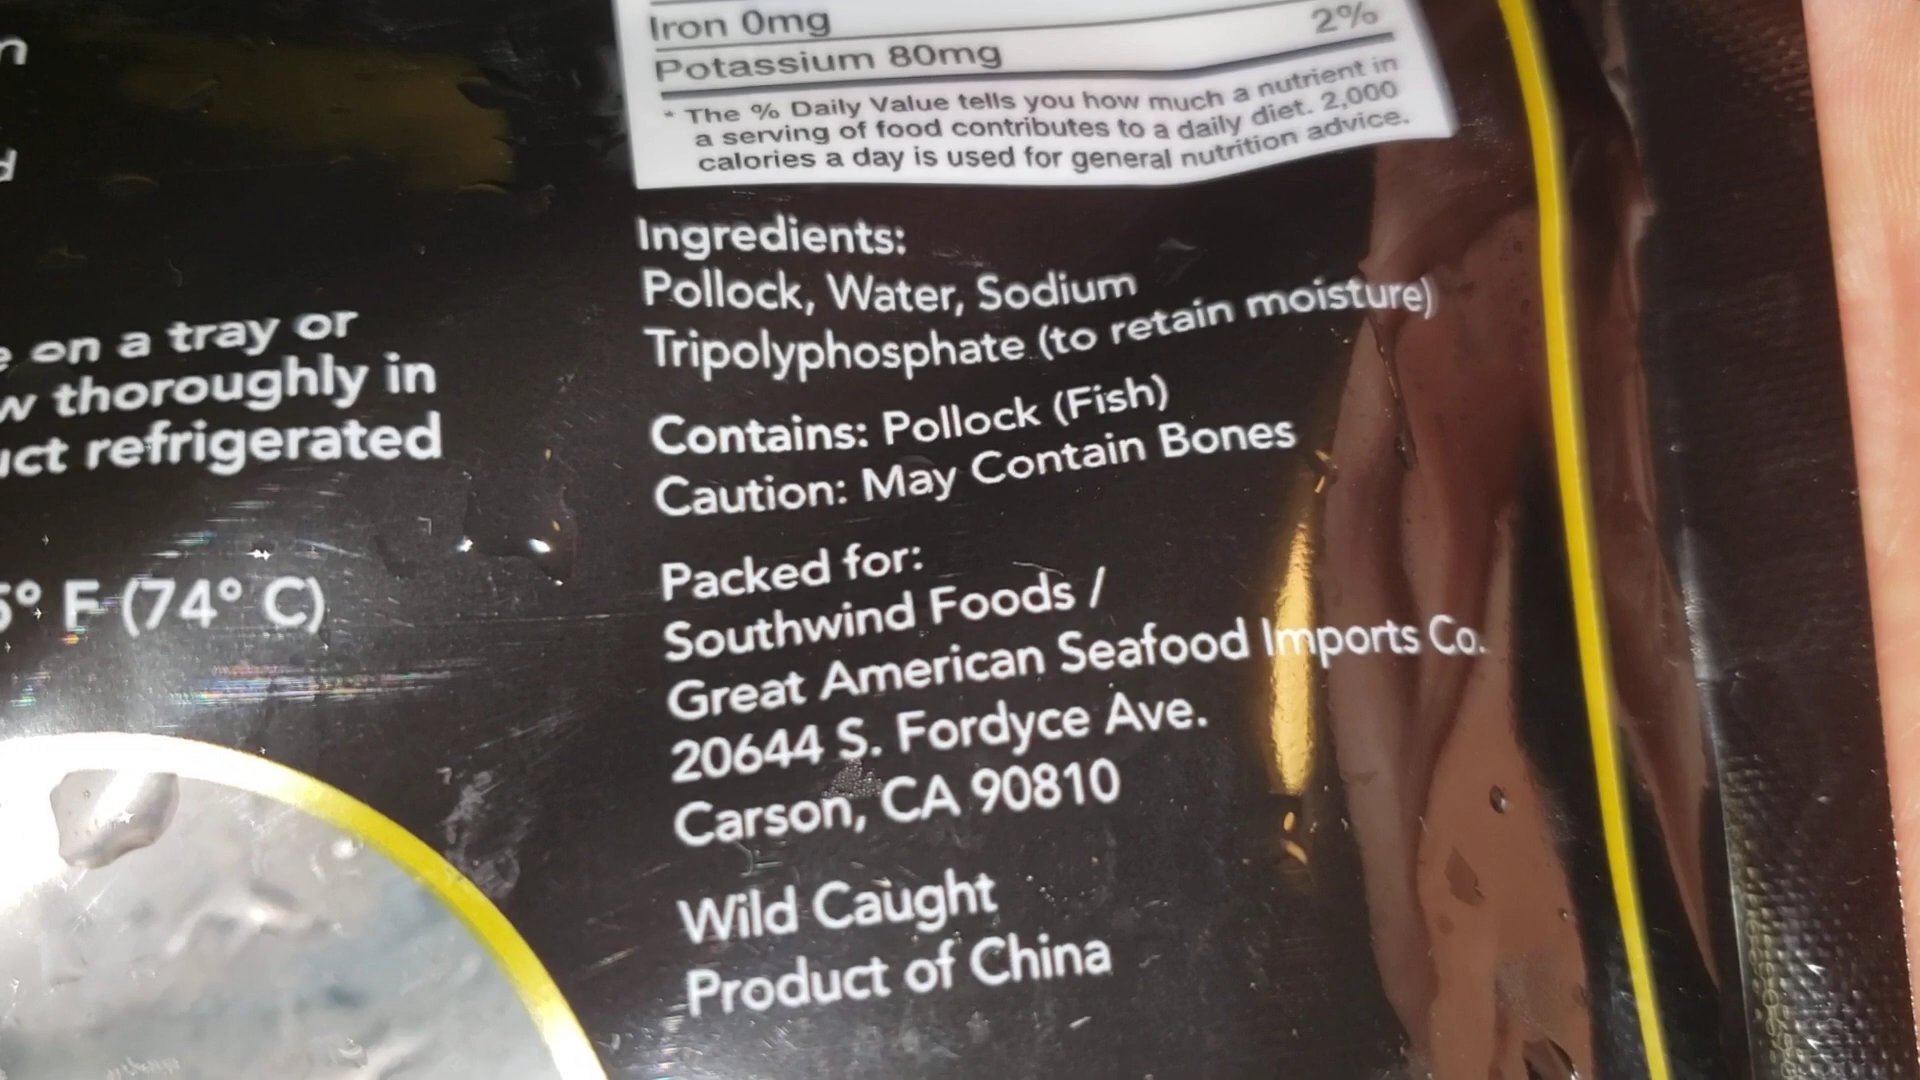 Iron 0mg
Potassium 80mg 2%
* The % Daily Value tells you how much a nutrient in
a serving of food contributes to a daily diet. 2,000
calories a day is used for general nutrition advice.
on a tray or
thoroughly in
refrigerated
F (74° C)
Ingredients:
Pollock, Water, Sodium
Tripolyphosphate (to retain moisture)
Contains: Pollock (Fish)
Caution: May Contain Bones
Packed for:
Southwind Foods /
Great American Seafood Imports Co.
20644 S. Fordyce Ave.
Carson, CA 90810
Wild Caught
Product of China